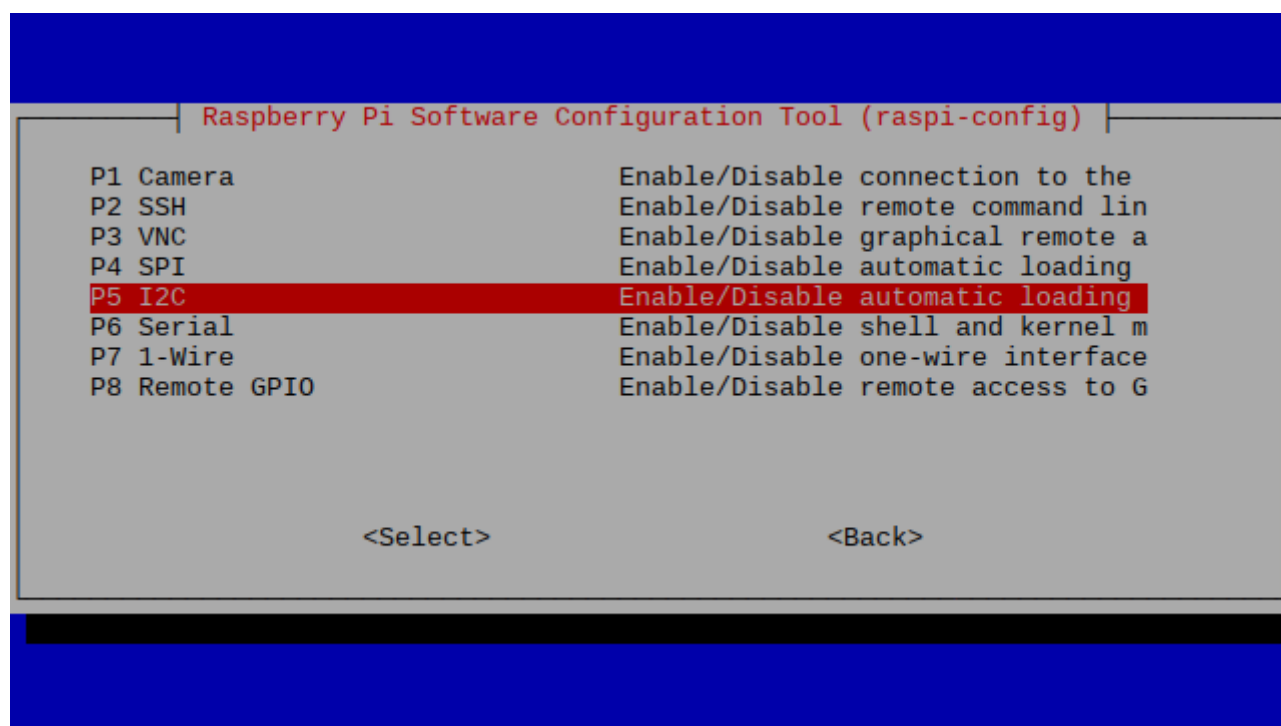 Raspberry Pi Software Configuration Tool (raspi-config)
P1 Camera Enable/Disable connection to the
P2 SSH Enable/Disable remote command lin
P3 VNC Enable/Disable graphical remote a
P4 SPI Enable/Disable automatic loading
P5 I2C Enable/Disable automatic loading
P6 Serial Enable/Disable shell and kernel m
P7 1-Wire Enable/Disable one-wire interface
P8 Remote GPIO Enable/Disable remote access to G
<Select> <Back>